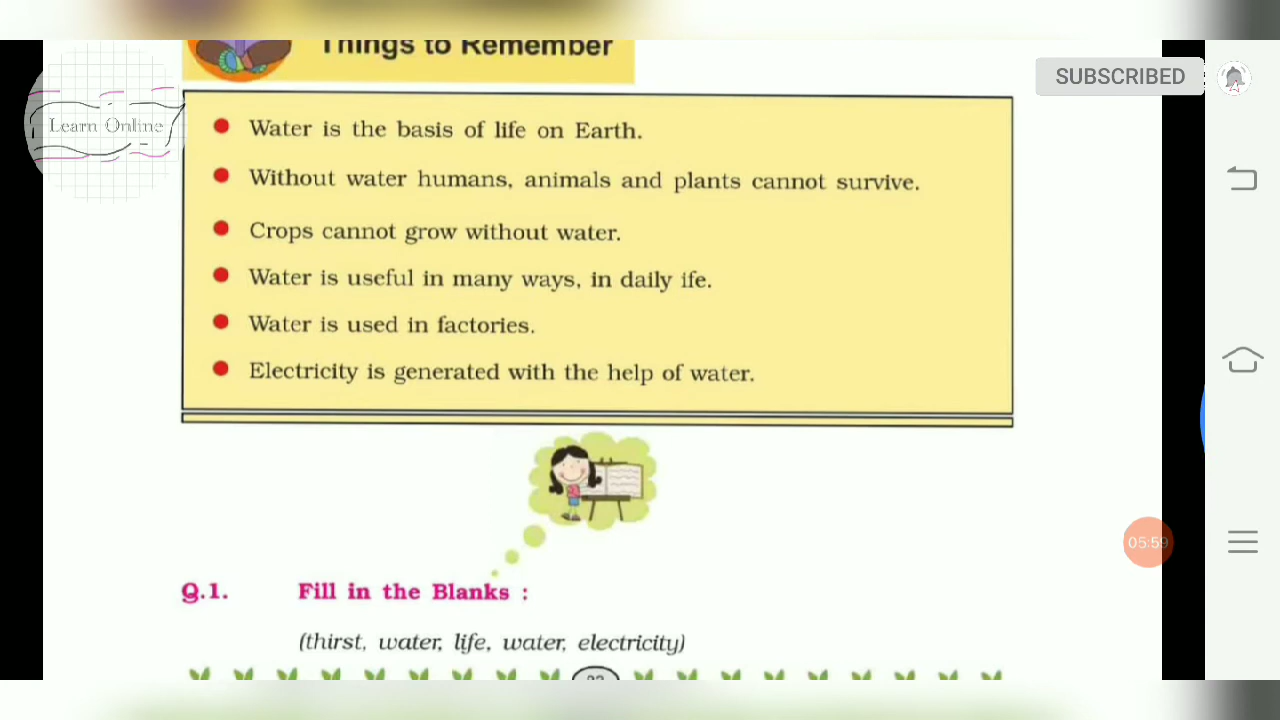 Things to Remember
SUBSCRIBED
Learn Online
Water is the basis of life on Earth.
Without water humans, animals and plants cannot survive.
Crops cannot grow without water.
Water is useful in many ways, in daily ife.
Water is used in factories.
Electricity is generated with the help of water.
05:59
Q.1. Fill in the Blanks :
(thirst, water, life, water, electricity)